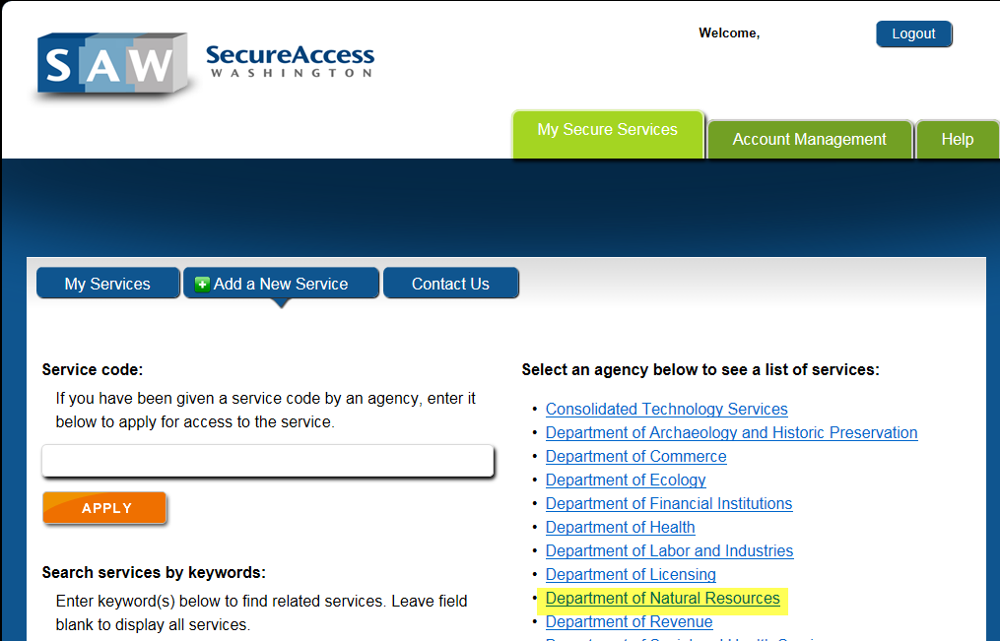 SAW
SecureAccess
WASHINGTON
Welcome,
Logout
My Secure Services
Account Management
Help
My Services
Add a New Service
Contact Us
Service code:
If you have been given a service code by an agency, enter it
below to apply for access to the service.
APPLY
Search services by keywords:
Enter keyword(s) below to find related services. Leave field
blank to display all services.
Select an agency below to see a list of services:
• Consolidated Technology Services
• Department of Archaeology and Historic Preservation
• Department of Commerce
• Department of Ecology
• Department of Financial Institutions
• Department of Health
• Department of Labor and Industries
• Department of Licensing
• Department of Natural Resources
• Department of Revenue